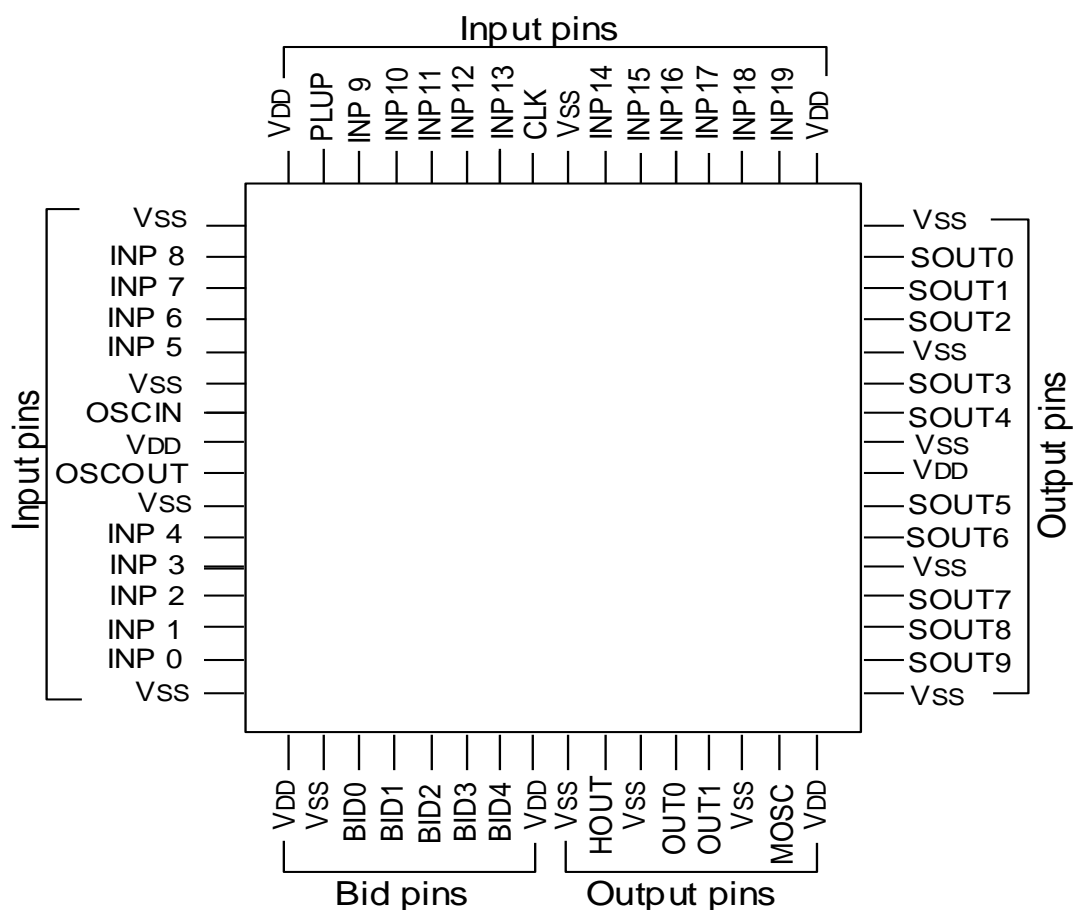 Input pins
VDD
PLUP
INP 9
INP10
INP11
INP12
INP13
CLK
VSS
INP14
INP15
INP16
INP17
INP18
INP19
VDD
Input pins
VSS
INP 8
INP 7
INP 6
INP 5
VSS
OSCIN
VDD
OSCOUT
VSS
INP 4
INP 3
INP 2
INP 1
INP 0
VSS
VSS
SOUT0
SOUT1
SOUT2
VSS
SOUT3
SOUT4
VSS
VDD
SOUT5
SOUT6
VSS
SOUT7
SOUT8
SOUT9
VSS
Output pins
VDD
VSS
BID0
BID1
BID2
BID3
BID4
VDD
VSS
HOUT
VSS
OUT0
OUT1
VSS
MOSC
VDD
Bid pins
Output pins